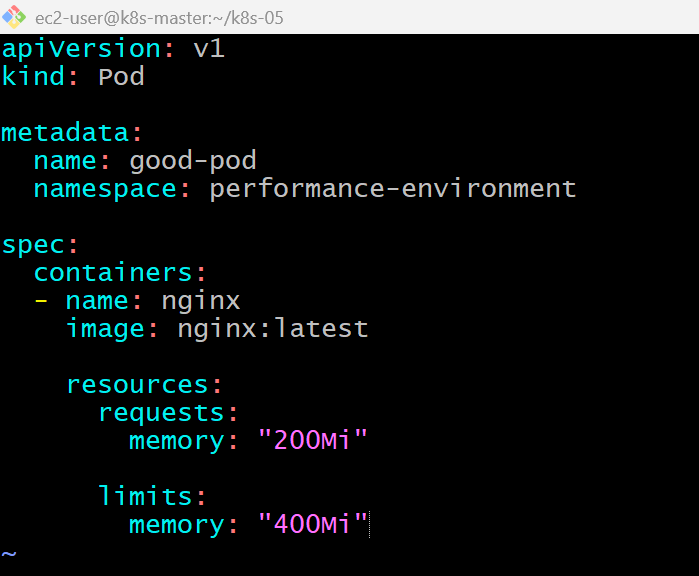 ec2-user@k8s-master:~/k8s-05
apiVersion: v1
kind: Pod
metadata:
  name: good-pod
  namespace: performance-environment
spec:
  containers:
  - name: nginx
    image: nginx:latest
    resources:
      requests:
        memory: "200Mi"
      limits:
        memory: "400Mi"
~